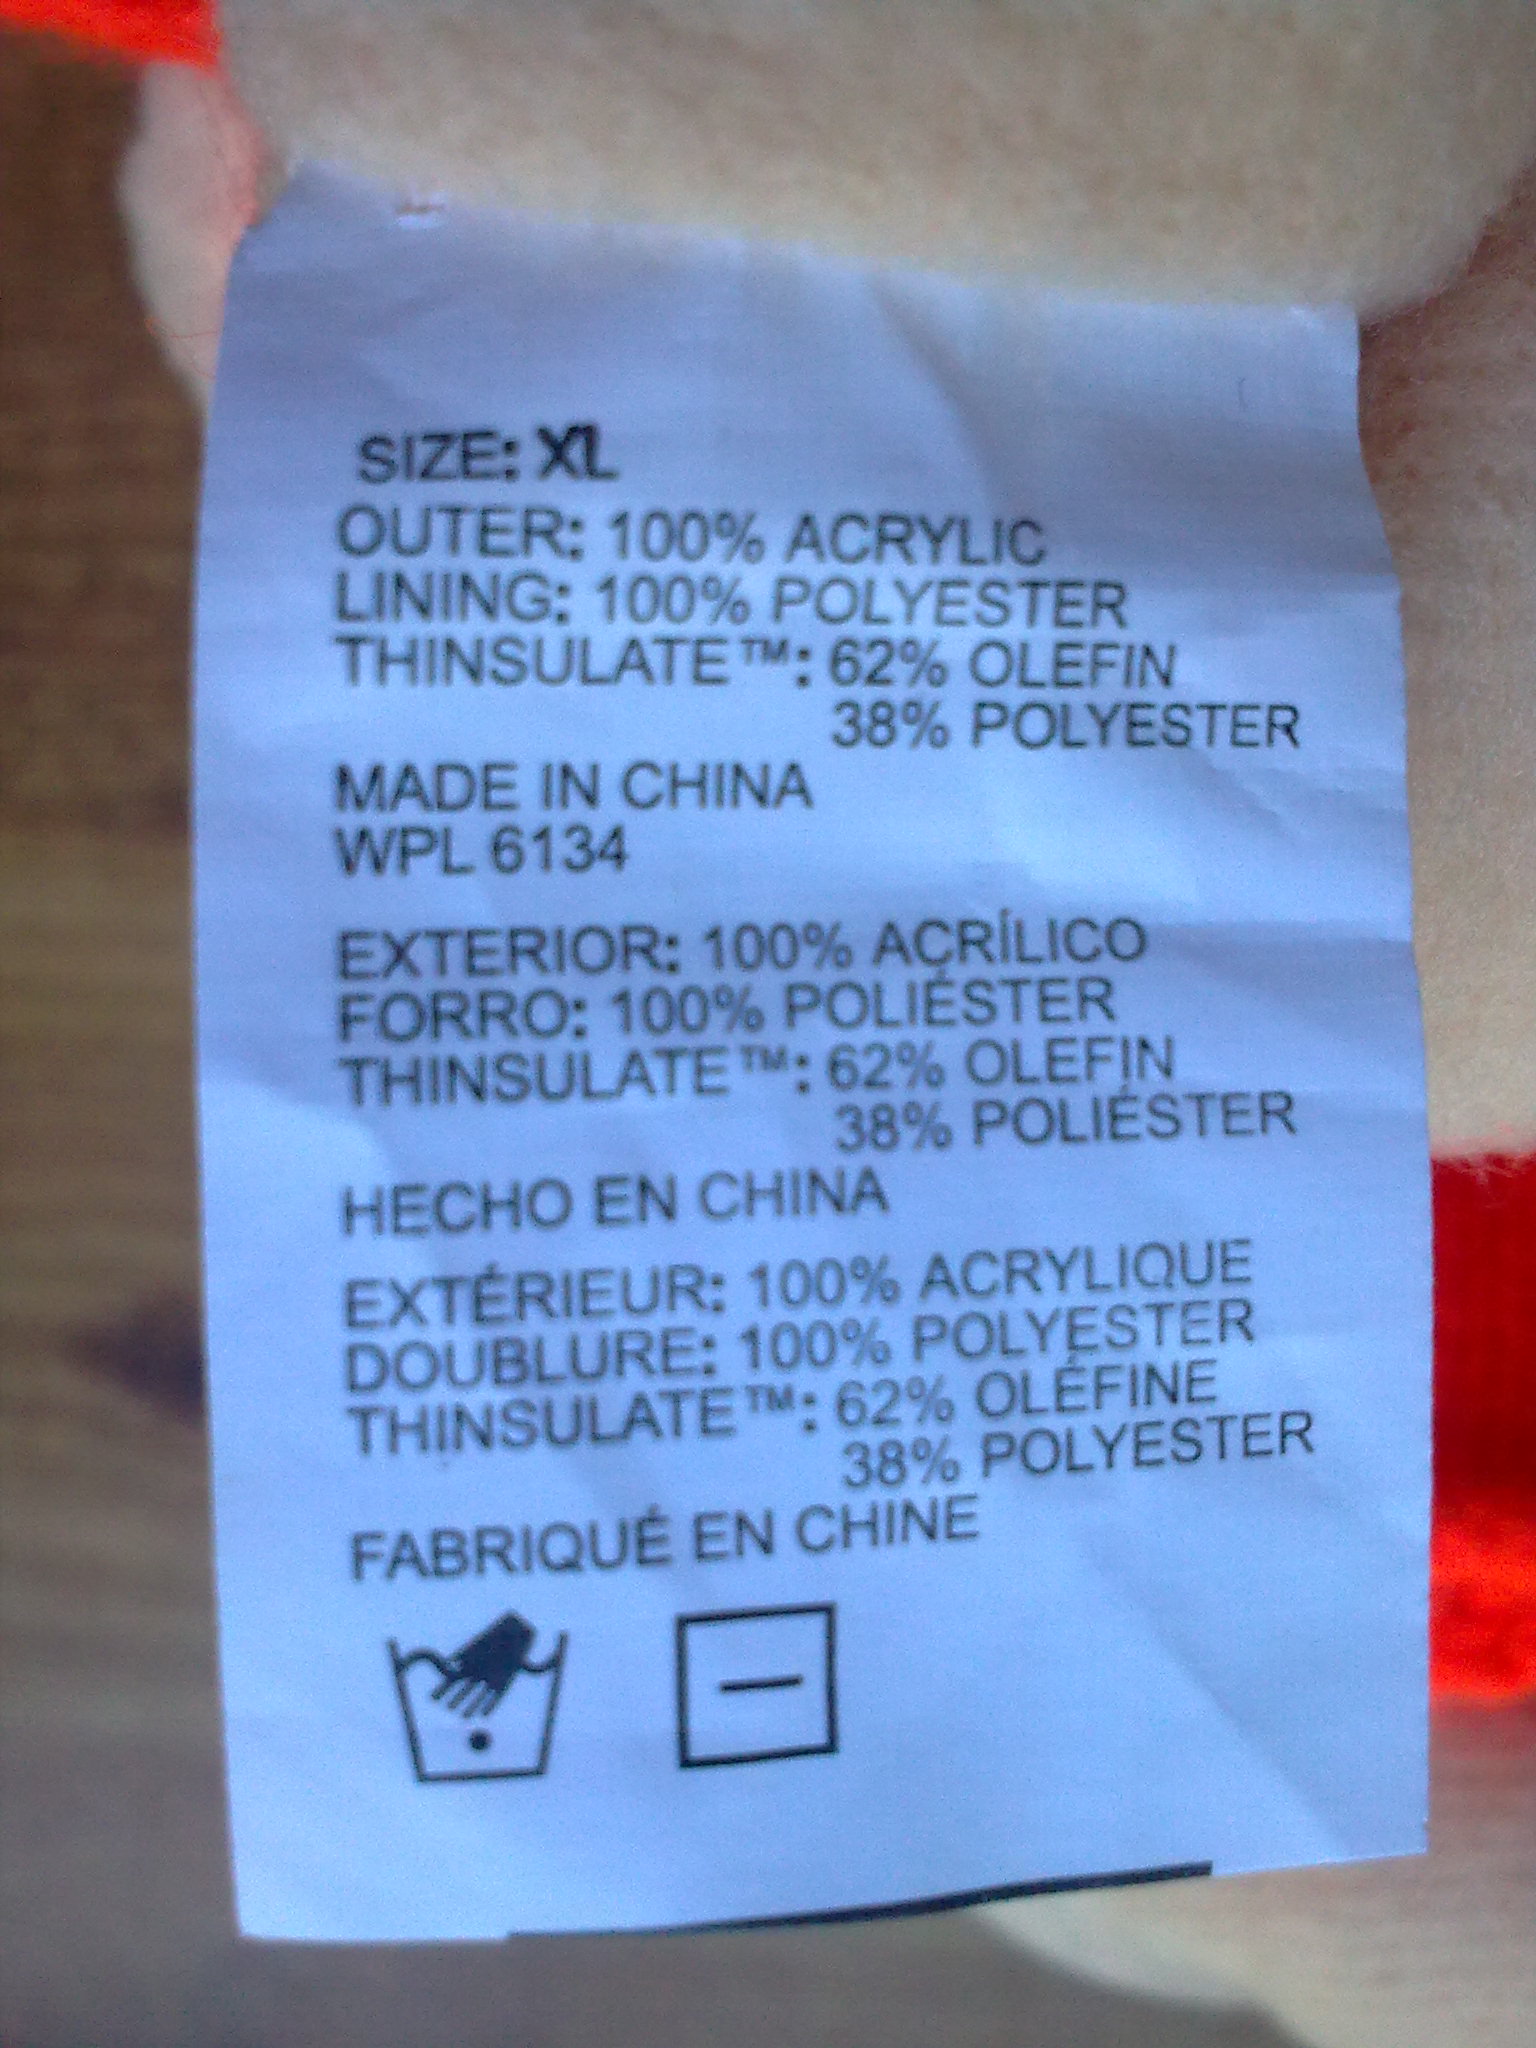 SIZE: XL
OUTER: 100% ACRYLIC
LINING: 100% POLYESTER
THINSULATE™: 62% OLEFIN
38% POLYESTER
MADE IN CHINA
WPL 6134
EXTERIOR: 100% ACRÍLICO
FORRO: 100% POLIÉSTER
THINSULATE™: 62% OLEFIN
38% POLIÉSTER
HECHO EN CHINA
EXTÉRIEUR: 100% ACRYLIQUE
DOUBLURE: 100% POLYESTER
THINSULATE™: 62% OLÉFINE
38% POLYESTER
FABRIQUÉ EN CHINE